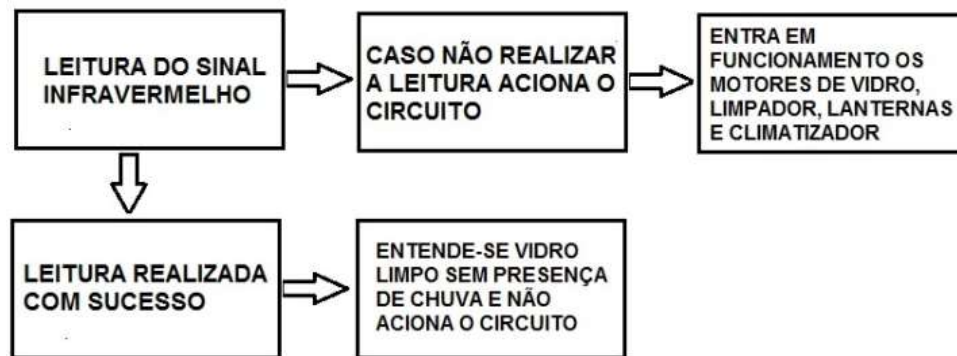 LEITURA DO SINAL
INFRAVERMELHO
CASO NÃO REALIZAR
A LEITURA ACIONA O
CIRCUITO
ENTRA EM
FUNCIONAMENTO OS
MOTORES DE VIDRO,
LIMPADOR, LANTERNAS
E CLIMATIZADOR
LEITURA REALIZADA
COM SUCESSO
ENTENDE-SE VIDRO
LIMPO SEM PRESENÇA
DE CHUVA E NÃO
ACIONA O CIRCUITO